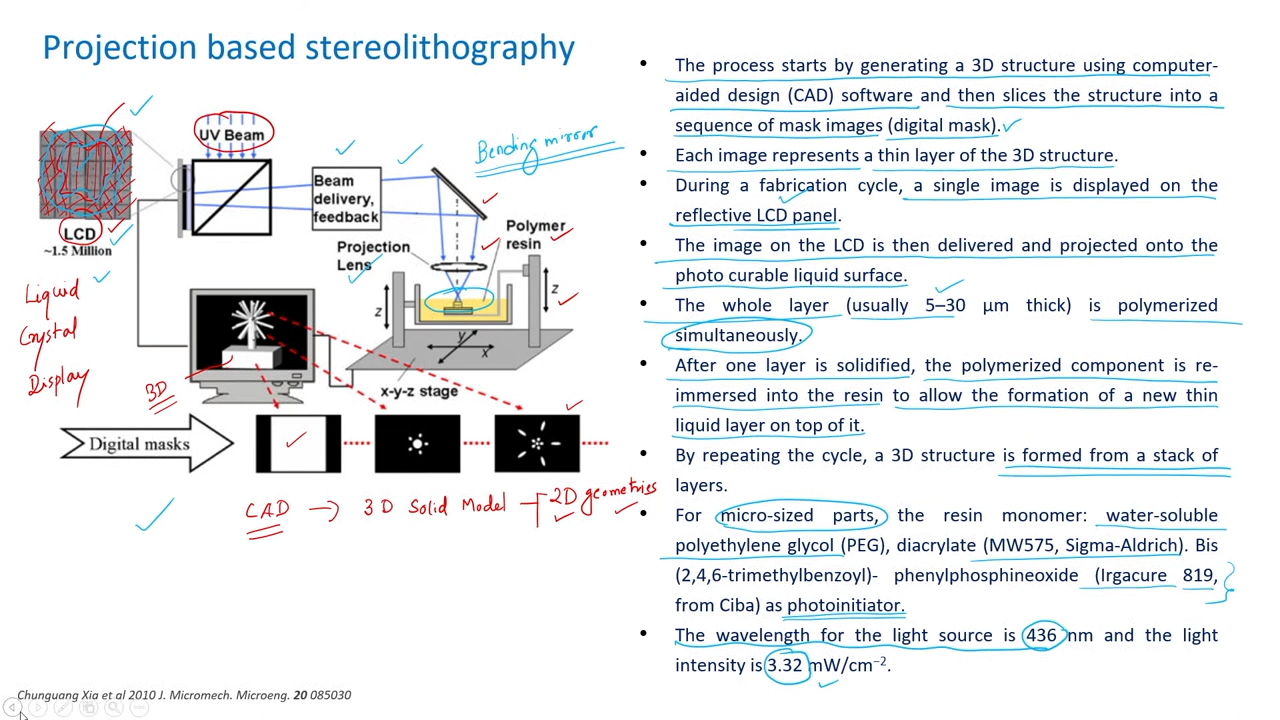 Projection based stereolithography
UV Beam
LCD
~1.5 Million
Liquid
Crystal
Display
Beam
delivery,
feedback
Bending mirror
Projection
Lens
Polymer
resin
z
z
y
x
x-y-z stage
3D
Digital masks
CAD → 3D Solid Model → 2D geometries
• The process starts by generating a 3D structure using computer-
aided design (CAD) software and then slices the structure into a
sequence of mask images (digital mask).
• Each image represents a thin layer of the 3D structure.
• During a fabrication cycle, a single image is displayed on the
reflective LCD panel.
• The image on the LCD is then delivered and projected onto the
photo curable liquid surface.
• The whole layer (usually 5–30 μm thick) is polymerized
simultaneously.
• After one layer is solidified, the polymerized component is re-
immersed into the resin to allow the formation of a new thin
liquid layer on top of it.
• By repeating the cycle, a 3D structure is formed from a stack of
layers.
• For micro-sized parts, the resin monomer: water-soluble
polyethylene glycol (PEG), diacrylate (MW575, Sigma-Aldrich). Bis
(2,4,6-trimethylbenzoyl)- phenylphosphineoxide (Irgacure 819,
from Ciba) as photoinitiator.
• The wavelength for the light source is 436 nm and the light
intensity is 3.32 mW/cm⁻².
Chunguang Xia et al 2010 J. Micromech. Microeng. 20 085030